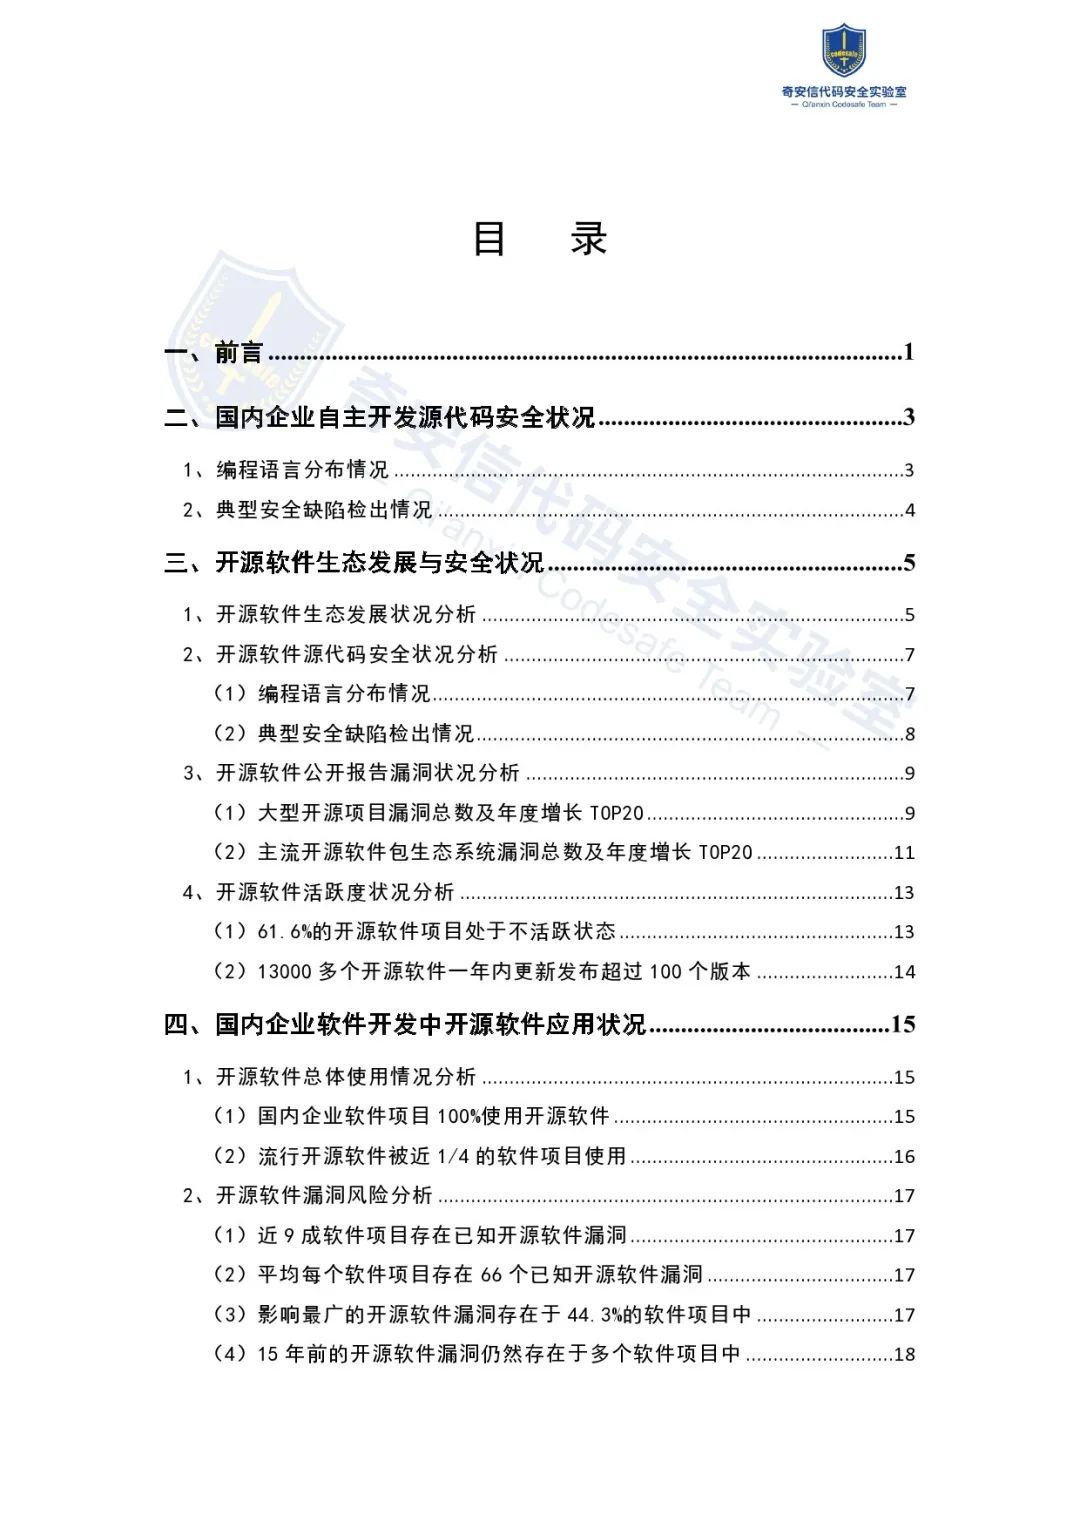 codesafe
奇安信代码安全实验室
— Qi'anxin Codesafe Team —
目 录
一、前言 1
二、国内企业自主开发源代码安全状况 3
1、编程语言分布情况 3
2、典型安全缺陷检出情况 4
三、开源软件生态发展与安全状况 5
1、开源软件生态发展状况分析 5
2、开源软件源代码安全状况分析 7
（1）编程语言分布情况 7
（2）典型安全缺陷检出情况 8
3、开源软件公开报告漏洞状况分析 9
（1）大型开源项目漏洞总数及年度增长 TOP20 9
（2）主流开源软件包生态系统漏洞总数及年度增长 TOP20 11
4、开源软件活跃度状况分析 13
（1）61.6%的开源软件项目处于不活跃状态 13
（2）13000 多个开源软件一年内更新发布超过 100 个版本 14
四、国内企业软件开发中开源软件应用状况 15
1、开源软件总体使用情况分析 15
（1）国内企业软件项目 100%使用开源软件 15
（2）流行开源软件被近 1/4 的软件项目使用 16
2、开源软件漏洞风险分析 17
（1）近 9 成软件项目存在已知开源软件漏洞 17
（2）平均每个软件项目存在 66 个已知开源软件漏洞 17
（3）影响最广的开源软件漏洞存在于 44.3%的软件项目中 17
（4）15 年前的开源软件漏洞仍然存在于多个软件项目中 18
codesafe
奇安信代码安全实验室
— Qi'anxin Codesafe Team —